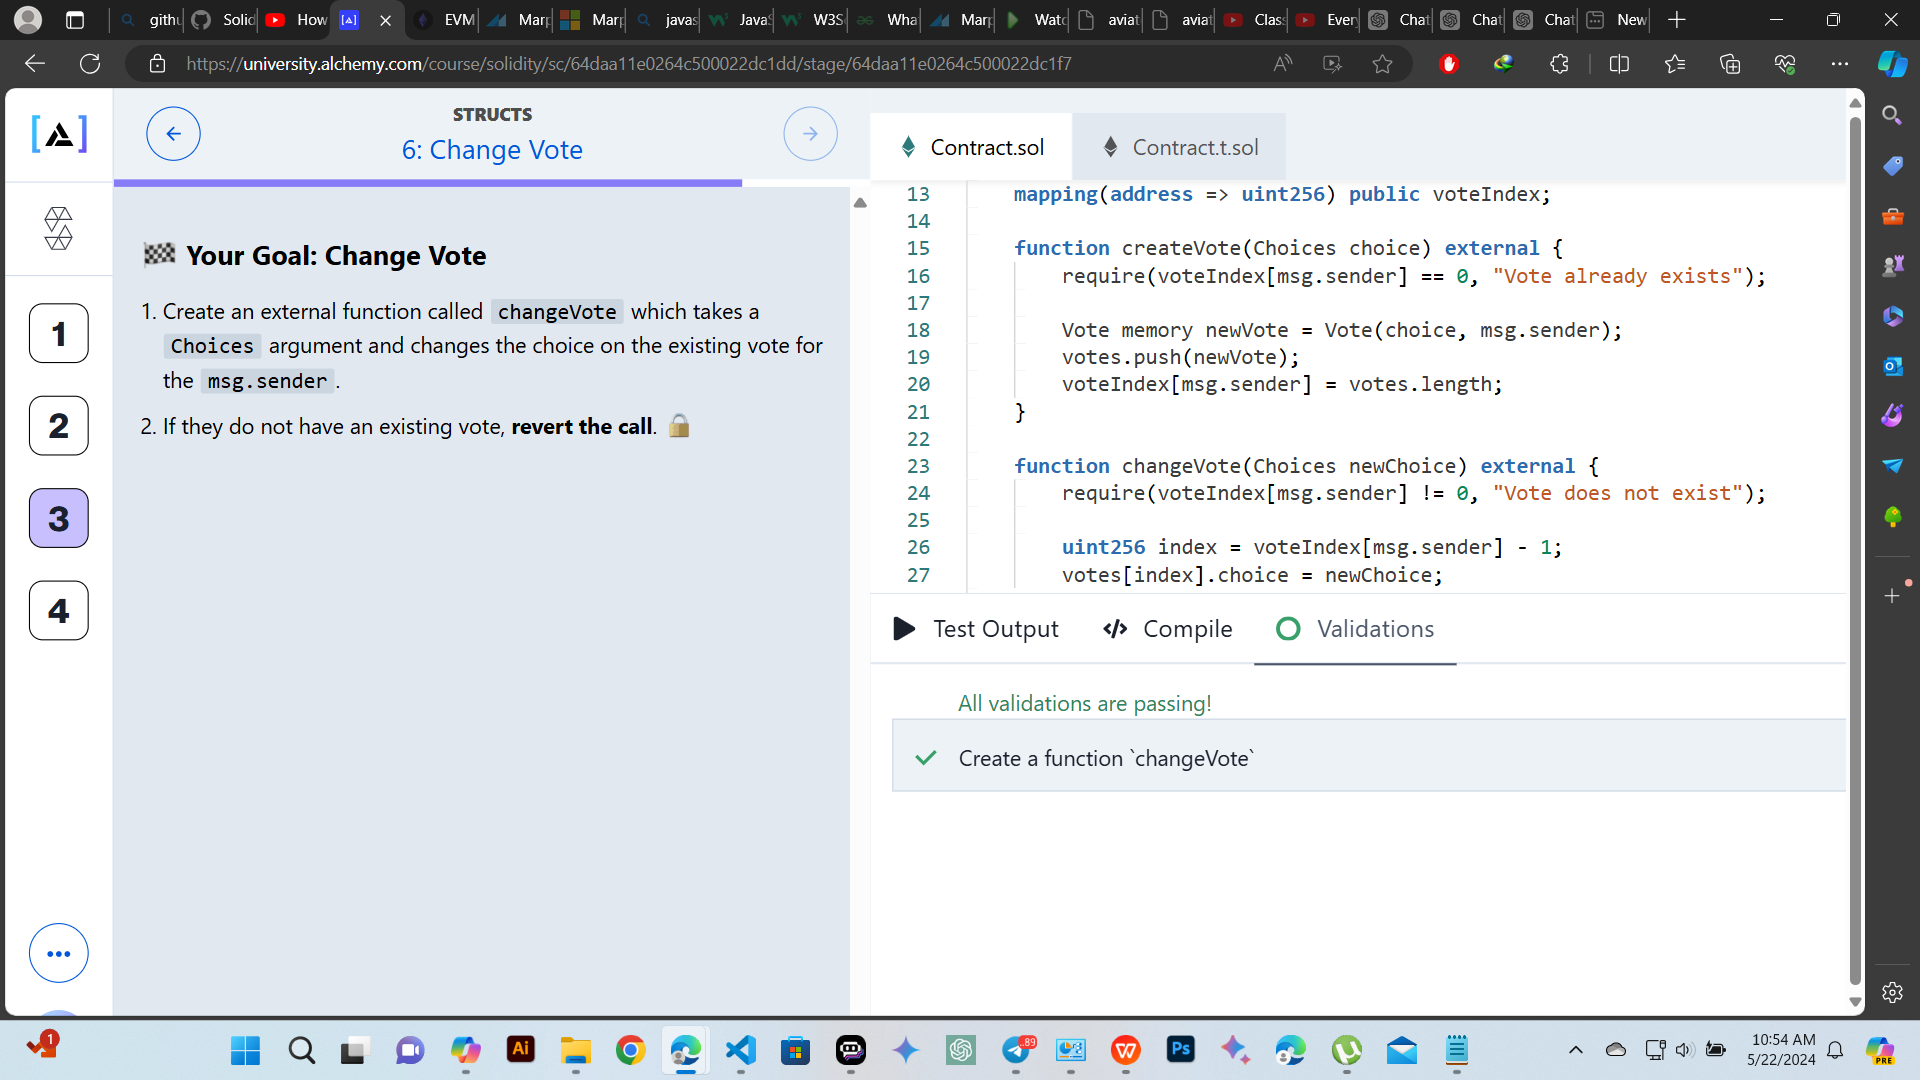 githu
Solid
How
EVM
Marp
Marp
javas
JavaS
W3S
Wha
Marp
Watc
aviat
aviat
Class
Ever
Chat
Chat
Chat
New
https://university.alchemy.com/course/solidity/sc/64daa11e0264c500022dc1dd/stage/64daa11e0264c500022dc1f7
STRUCTS
6: Change Vote
1
2
3
4
Your Goal: Change Vote
1. Create an external function called changeVote which takes a
Choices argument and changes the choice on the existing vote for
the msg.sender.
2. If they do not have an existing vote, revert the call.
Contract.sol
Contract.t.sol
13 mapping(address => uint256) public voteIndex;
14
15 function createVote(Choices choice) external {
16 require(voteIndex[msg.sender] == 0, "Vote already exists");
17
18 Vote memory newVote = Vote(choice, msg.sender);
19 votes.push(newVote);
20 voteIndex[msg.sender] = votes.length;
21 }
22
23 function changeVote(Choices newChoice) external {
24 require(voteIndex[msg.sender] != 0, "Vote does not exist");
25
26 uint256 index = voteIndex[msg.sender] - 1;
27 votes[index].choice = newChoice;
Test Output
Compile
Validations
All validations are passing!
Create a function `changeVote`
1
Ai
.89
W
Ps
10:54 AM
5/22/2024
PRE